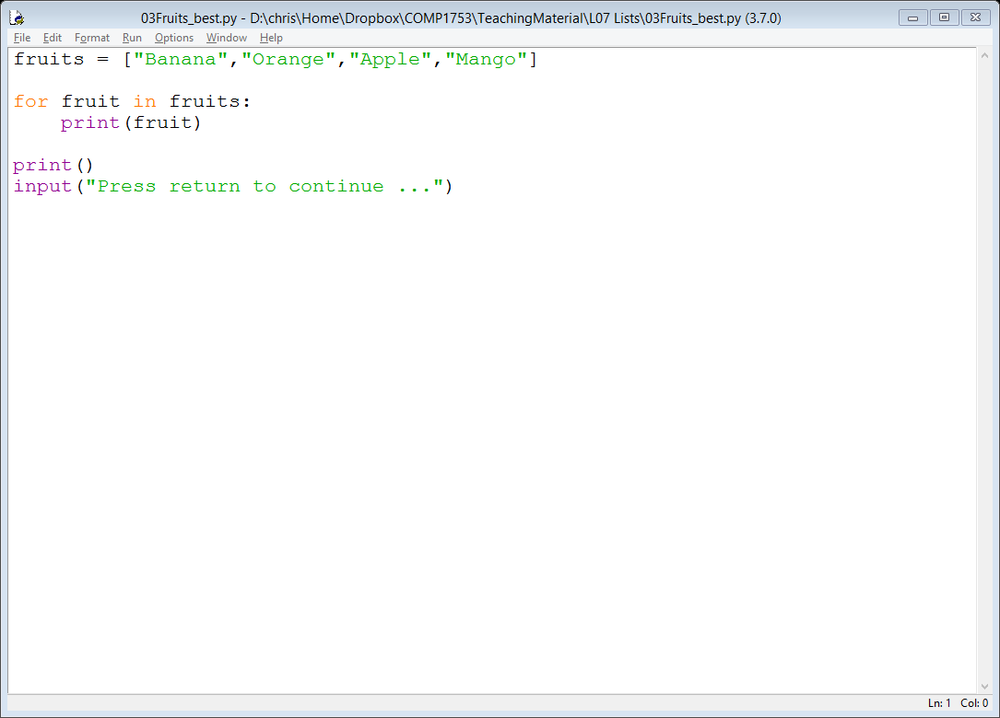 03Fruits_best.py - D:\chris\Home\Dropbox\COMP1753\TeachingMaterial\L07 Lists\03Fruits_best.py (3.7.0)
File Edit Format Run Options Window Help
fruits = ["Banana","Orange","Apple","Mango"]
for fruit in fruits:
    print(fruit)
print()
input("Press return to continue ...")
Ln: 1 Col: 0